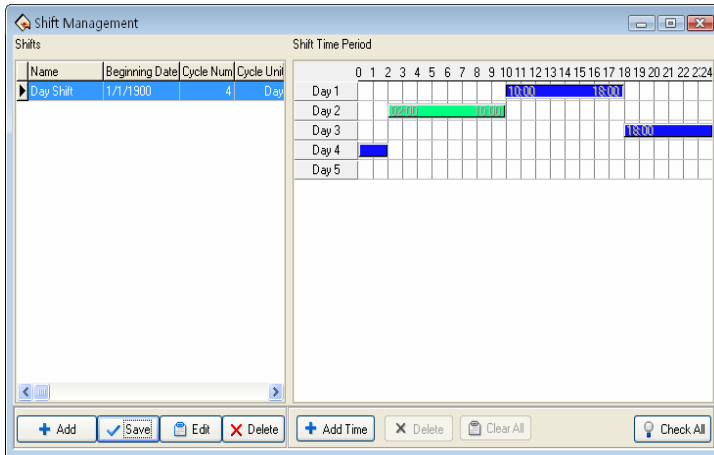 Shift Management
Shifts
Shift Time Period
Name Beginning Date Cycle Num Cycle Unit
Day Shift 1/1/1900 4 Day
0 1 2 3 4 5 6 7 8 9 10 11 12 13 14 15 16 17 18 19 20 21 22 2324
Day 1 10:00 18:00
Day 2 02:00 10:00
Day 3 18:00
Day 4
Day 5
Add Save Edit Delete Add Time Delete Clear All Check All